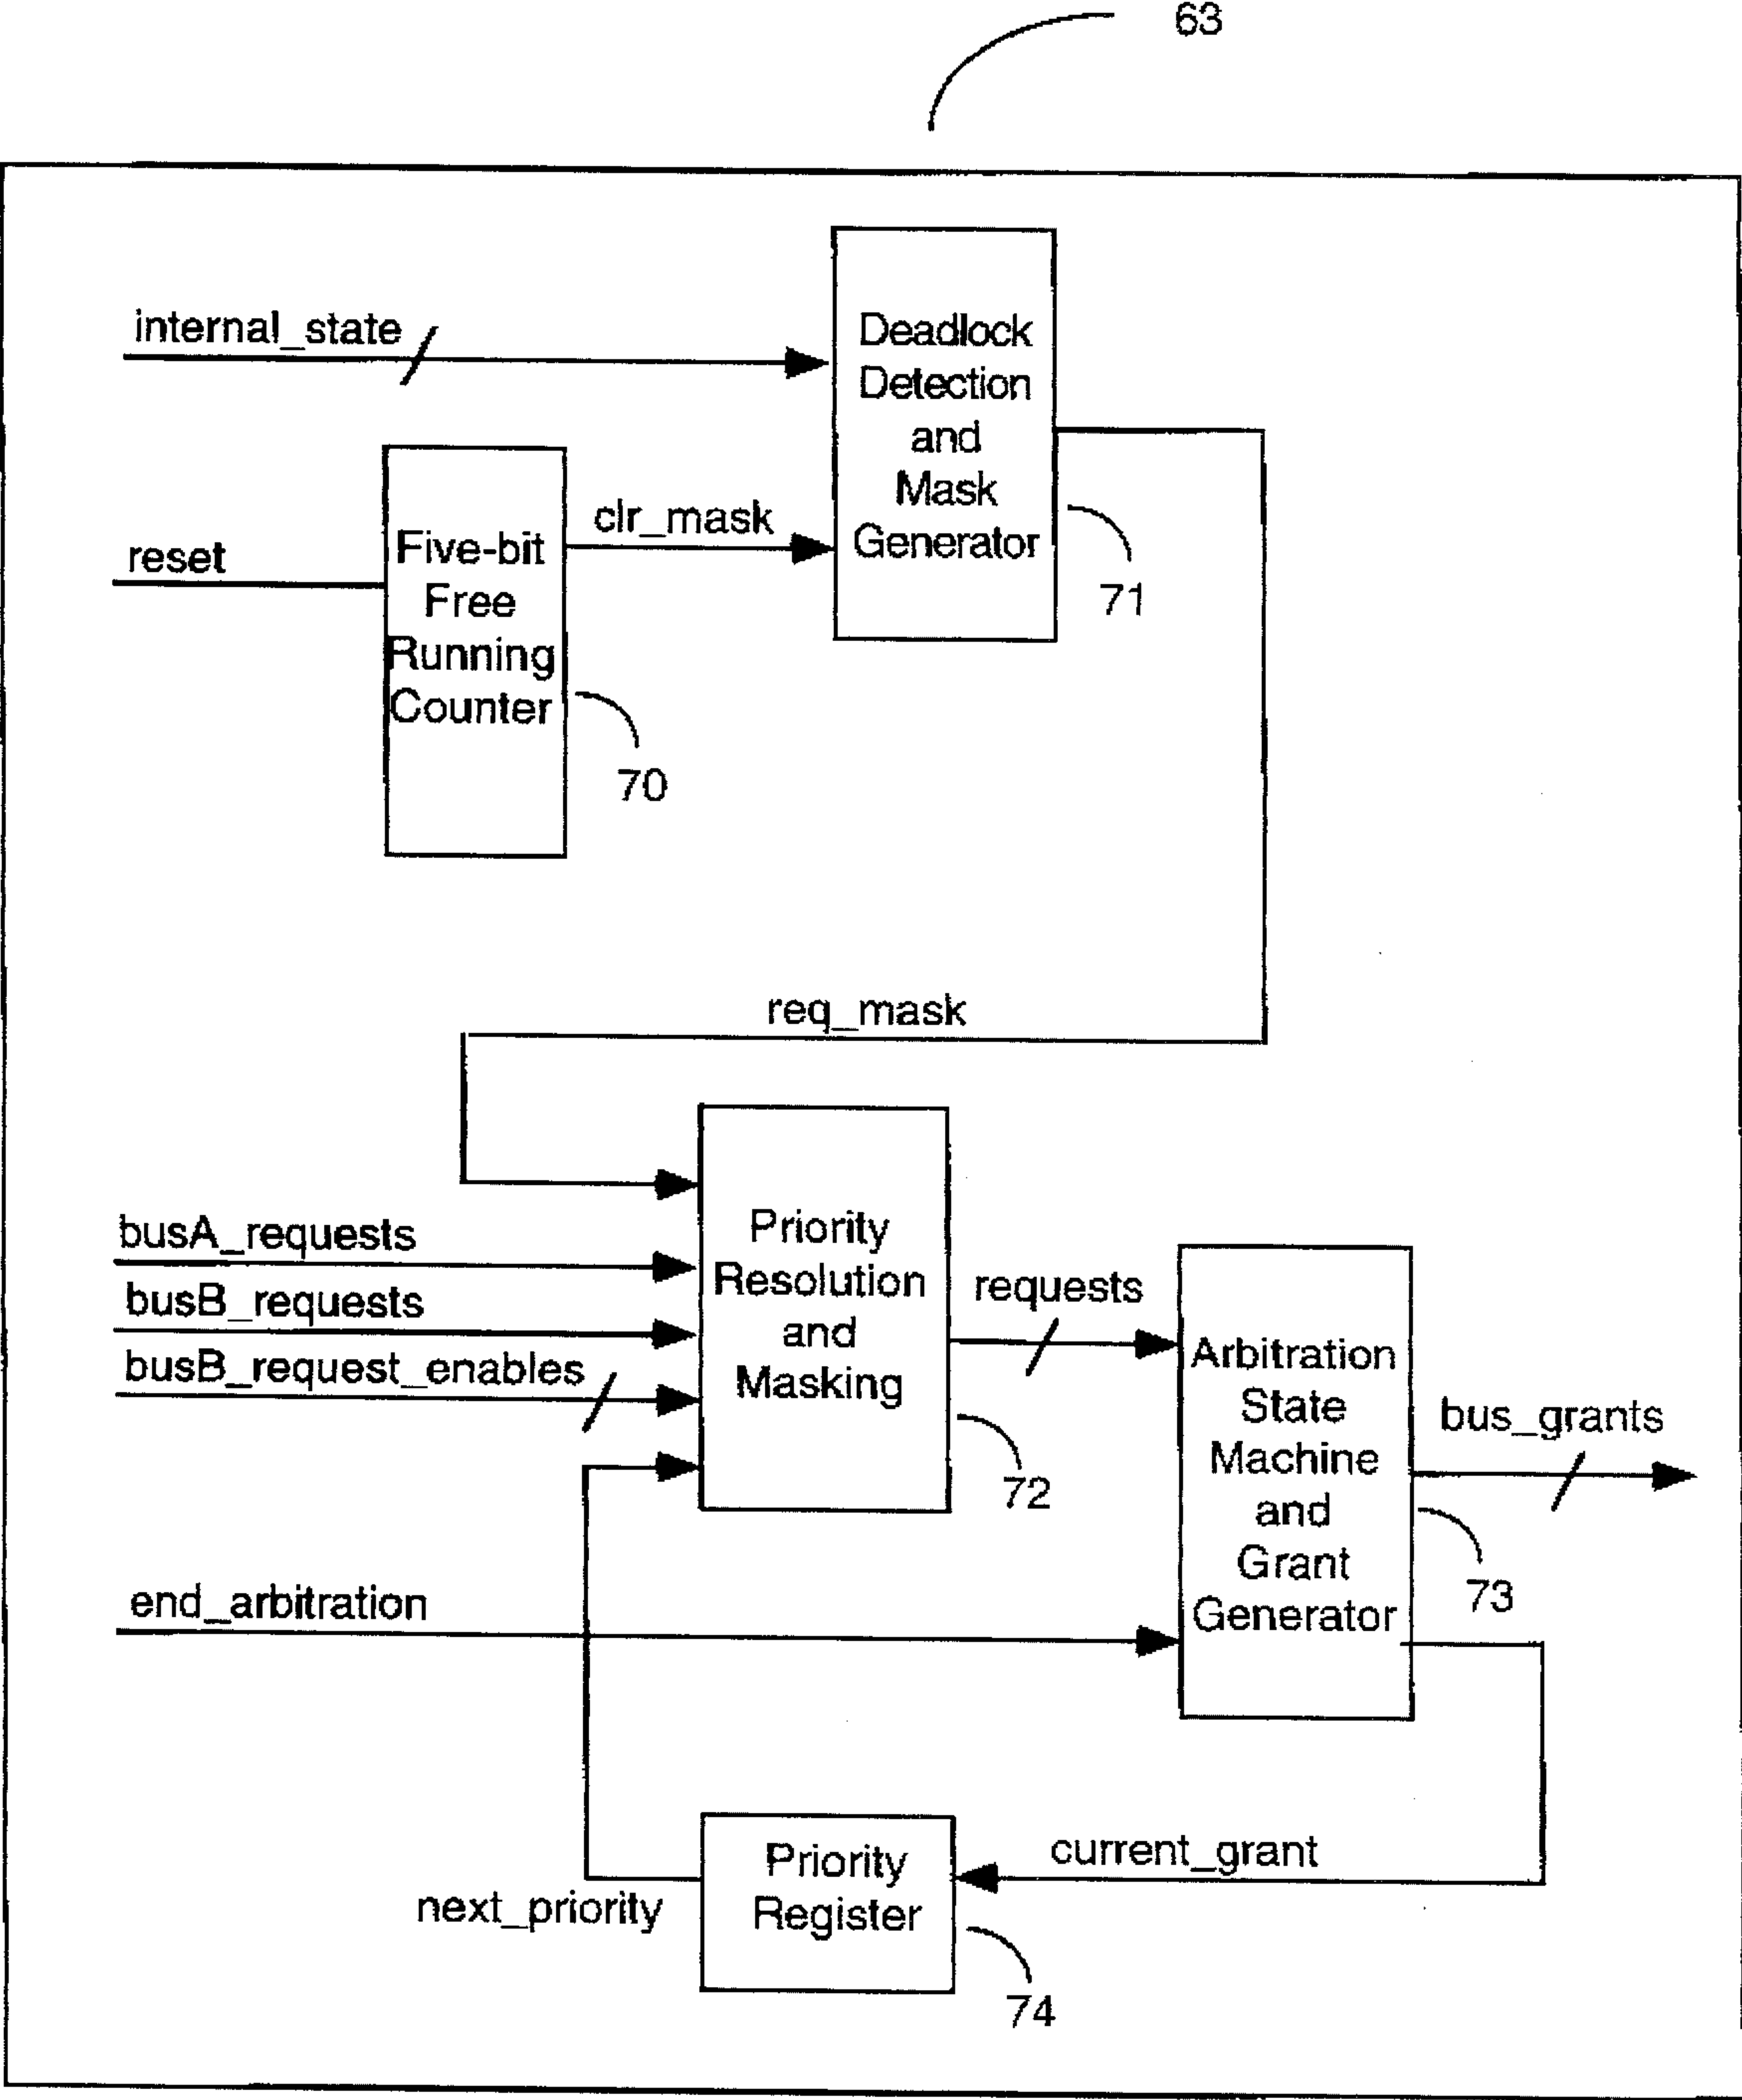 63
internal_state
Deadlock
Detection
and
Mask
Generator
71
reset
Five-bit
Free
Running
Counter
70
clr_mask
req_mask
busA_requests
busB_requests
busB_request_enables
Priority
Resolution
and
Masking
72
requests
Arbitration
State
Machine
and
Grant
Generator
73
bus_grants
end_arbitration
next_priority
Priority
Register
74
current_grant